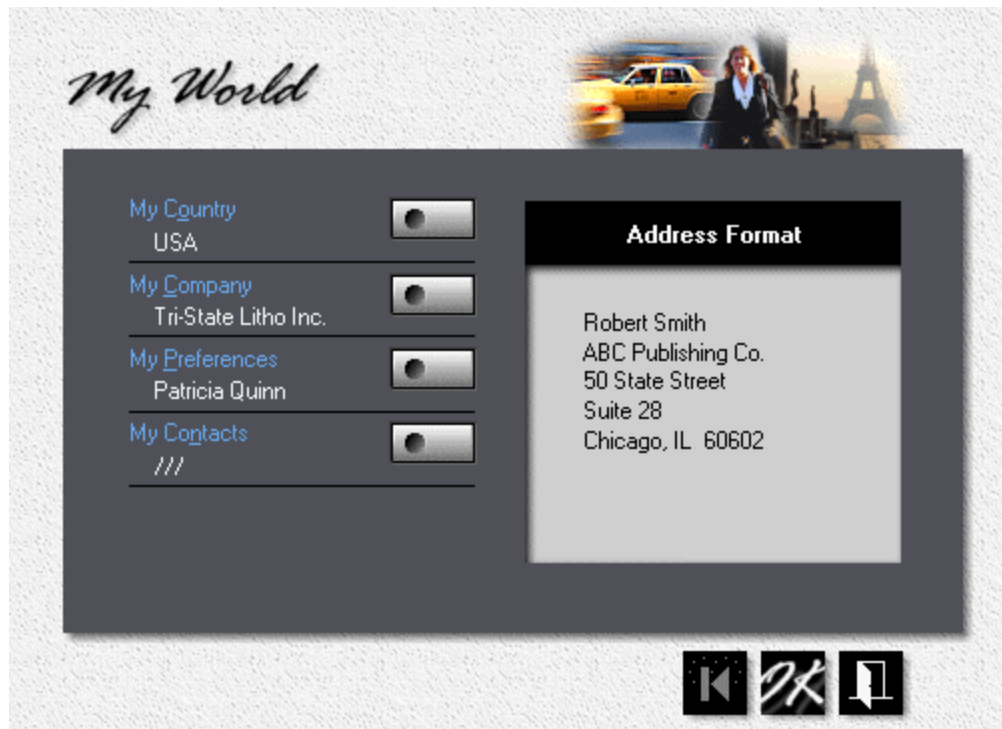 My World
My Country
USA
My Company
Tri-State Litho Inc.
My Preferences
Patricia Quinn
My Contacts
///
Address Format
Robert Smith
ABC Publishing Co.
50 State Street
Suite 28
Chicago, IL  60602
OK